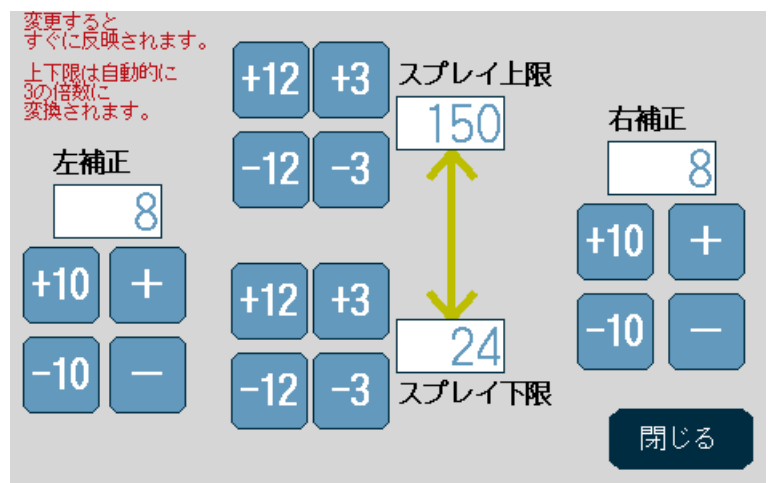 変更すると
すぐに反映されます。
上下限は自動的に
3の倍数に
変換されます。
+12 +3 スプレイ上限
150
-12 -3
左補正
8
+10 +
-10 -
右補正
8
+10 +
-10 -
+12 +3
24
-12 -3 スプレイ下限
閉じる